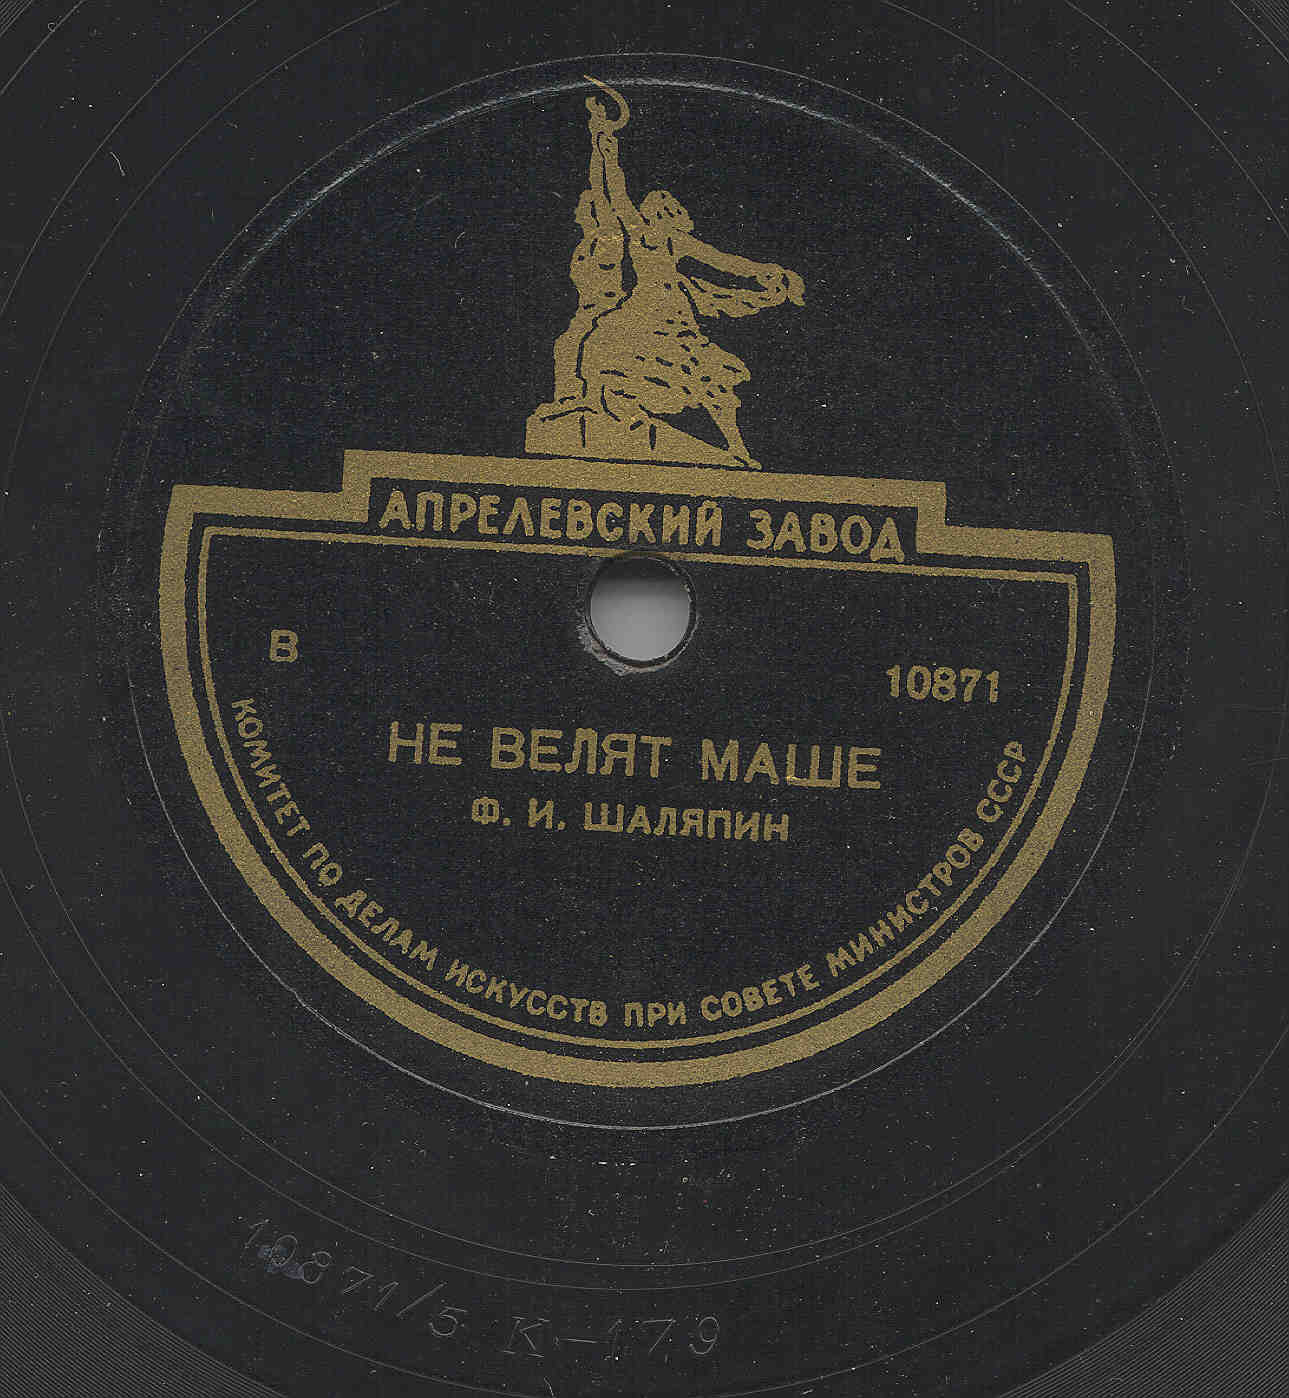 АПРЕЛЕВСКИЙ ЗАВОД
В
10871
НЕ ВЕЛЯТ МАШЕ
Ф. И. ШАЛЯПИН
КОМИТЕТ ПО ДЕЛАМ ИСКУССТВ ПРИ СОВЕТЕ МИНИСТРОВ СССР
10871/5 К-179